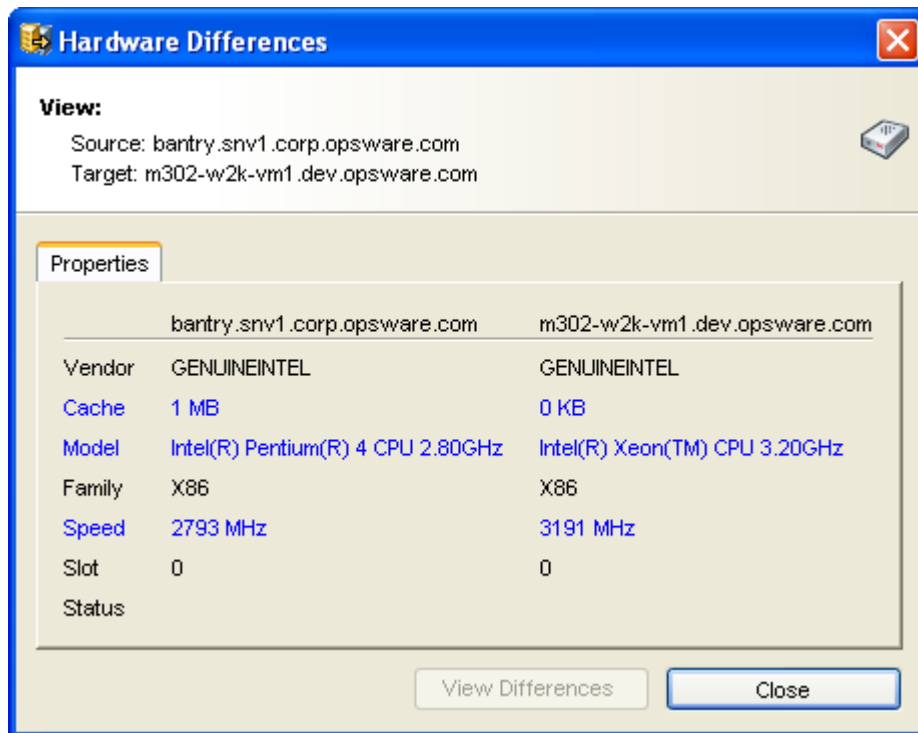 Hardware Differences
View:
Source: bantry.snv1.corp.opsware.com
Target: m302-w2k-vm1.dev.opsware.com
Properties
bantry.snv1.corp.opsware.com m302-w2k-vm1.dev.opsware.com
Vendor GENUINEINTEL GENUINEINTEL
Cache 1 MB 0 KB
Model Intel(R) Pentium(R) 4 CPU 2.80GHz Intel(R) Xeon(TM) CPU 3.20GHz
Family X86 X86
Speed 2793 MHz 3191 MHz
Slot 0 0
Status
View Differences Close